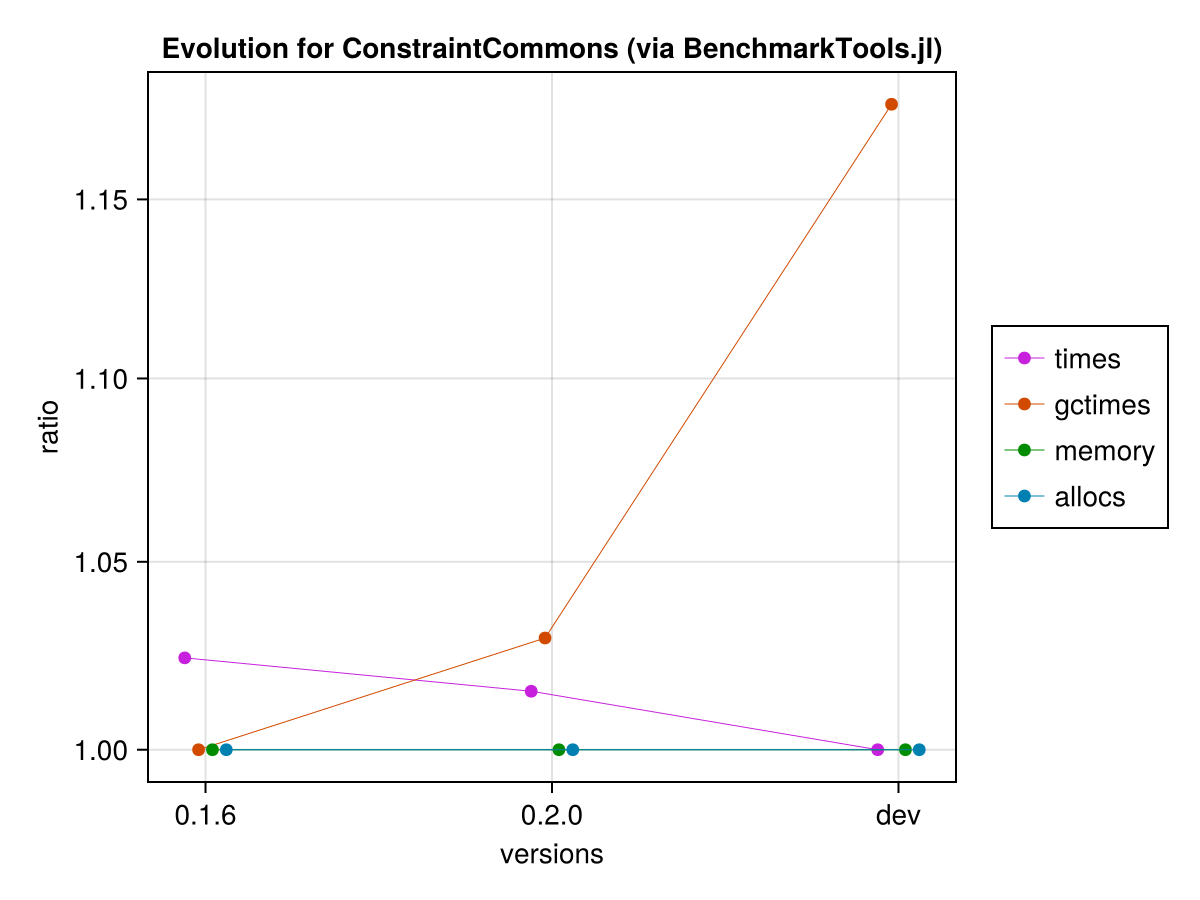 Evolution for ConstraintCommons (via BenchmarkTools.jl)
1.15
1.10
1.05
1.00
ratio
0.1.6
0.2.0
dev
versions
times
gctimes
memory
allocs